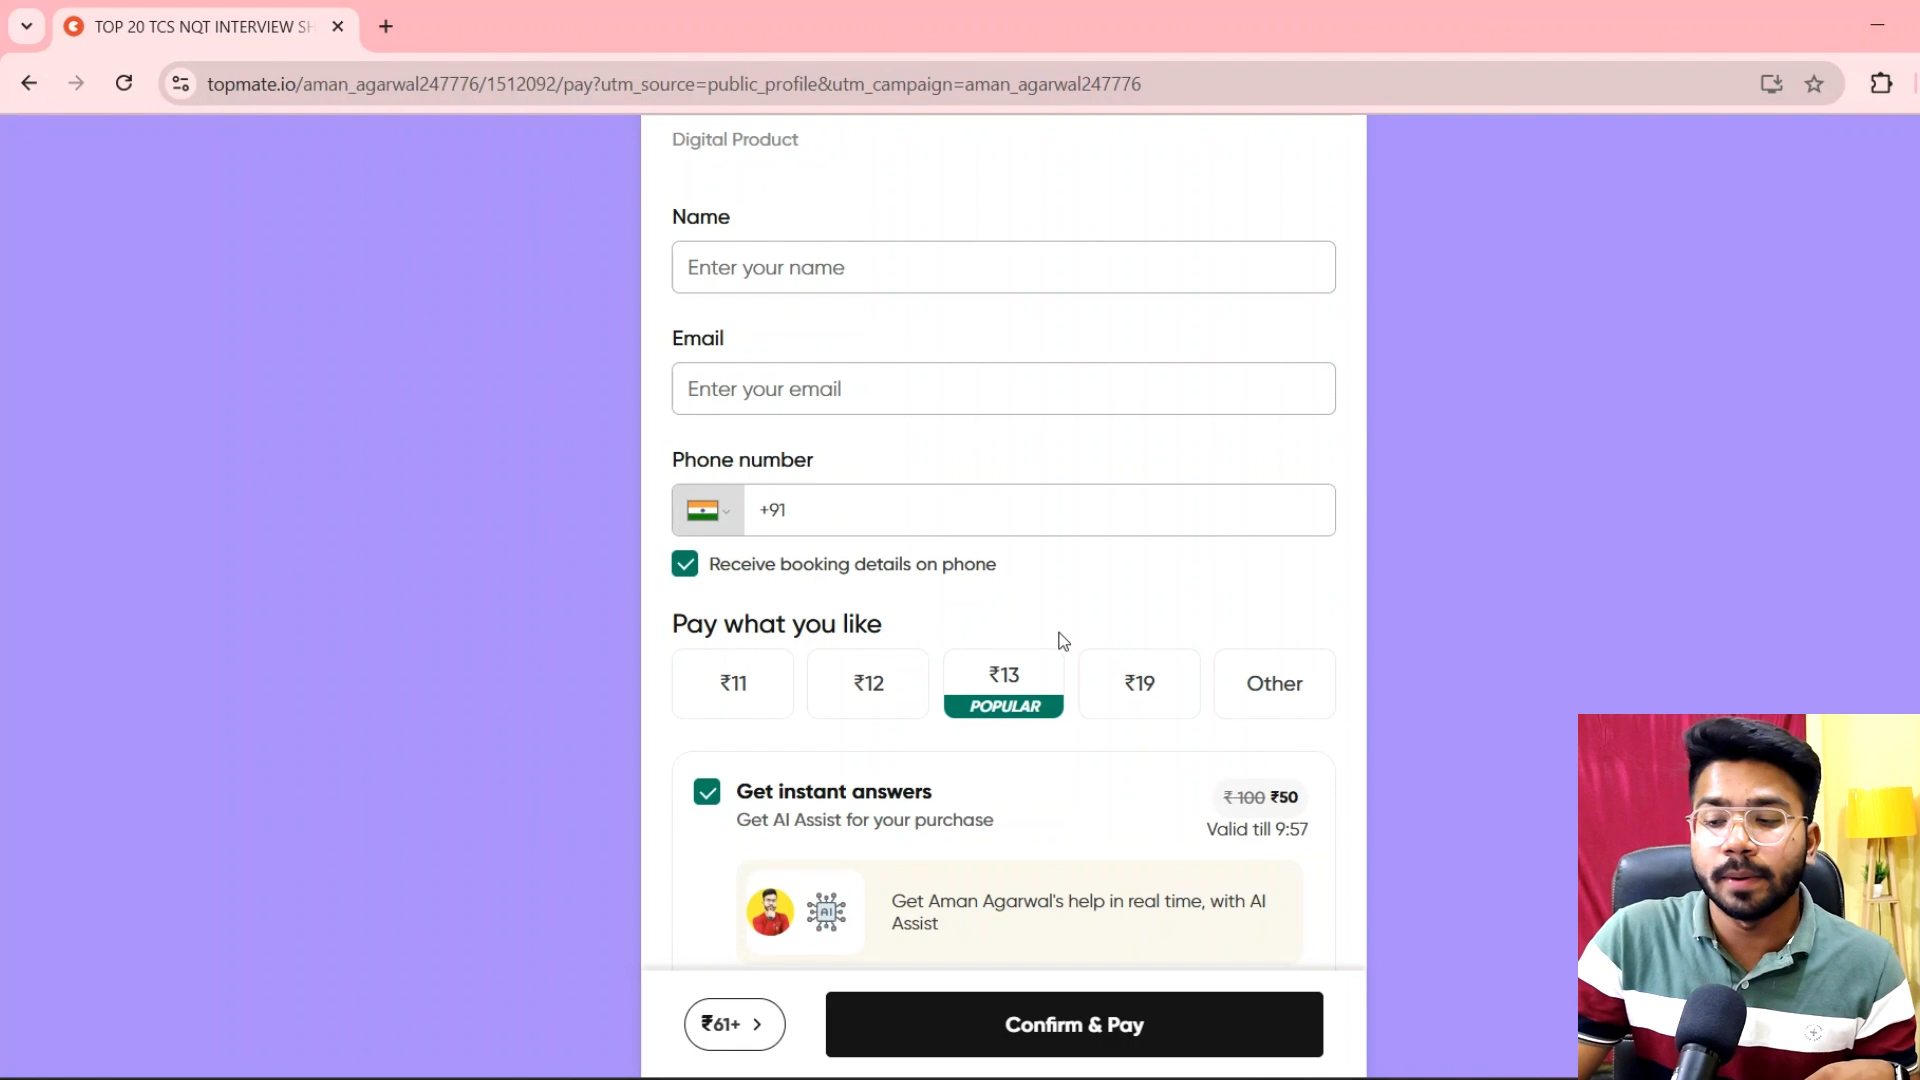 TOP 20 TCS NQT INTERVIEW SH
topmate.io/aman_agarwal247776/1512092/pay?utm_source=public_profile&utm_campaign=aman_agarwal247776
Digital Product
Name
Enter your name
Email
Enter your email
Phone number
+91
Receive booking details on phone
Pay what you like
₹11
₹12
₹13
POPULAR
₹19
Other
Get instant answers
₹ 100 ₹50
Get AI Assist for your purchase
Valid till 9:57
AI
Get Aman Agarwal's help in real time, with AI
Assist
₹61+
Confirm & Pay